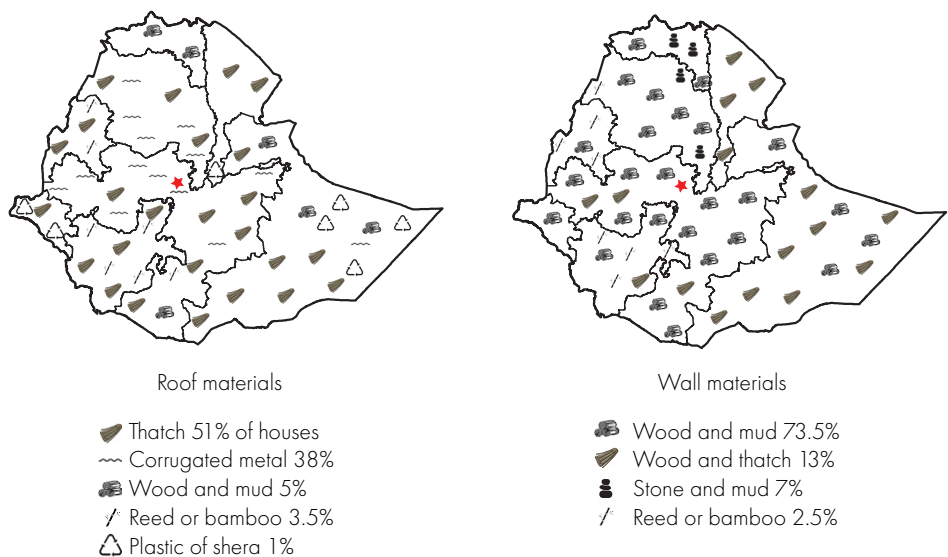 Roof materials
Thatch 51% of houses
Corrugated metal 38%
Wood and mud 5%
Reed or bamboo 3.5%
Plastic of shera 1%
Wall materials
Wood and mud 73.5%
Wood and thatch 13%
Stone and mud 7%
Reed or bamboo 2.5%